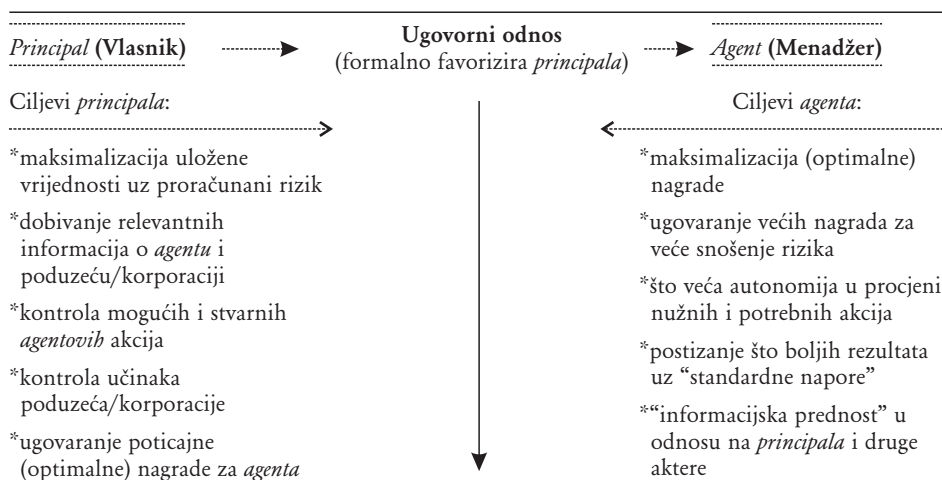 Principal (Vlasnik)
Ugovorni odnos
(formalno favorizira principala)
Agent (Menadžer)
Ciljevi principala:
*maksimalizacija uložene
vrijednosti uz proračunani rizik
*dobivanje relevantnih
informacija o agentu i
poduzeću/korporaciji
*kontrola mogućih i stvarnih
agentovih akcija
*kontrola učinaka
poduzeća/korporacije
*ugovaranje poticajne
(optimalne) nagrade za agenta
Ciljevi agenta:
*maksimalizacija (optimalne)
nagrade
*ugovaranje većih nagrada za
veće snošenje rizika
*što veća autonomija u procjeni
nužnih i potrebnih akcija
*postizanje što boljih rezultata
uz “standardne napore”
*“informacijska prednost” u
odnosu na principala i druge
aktere